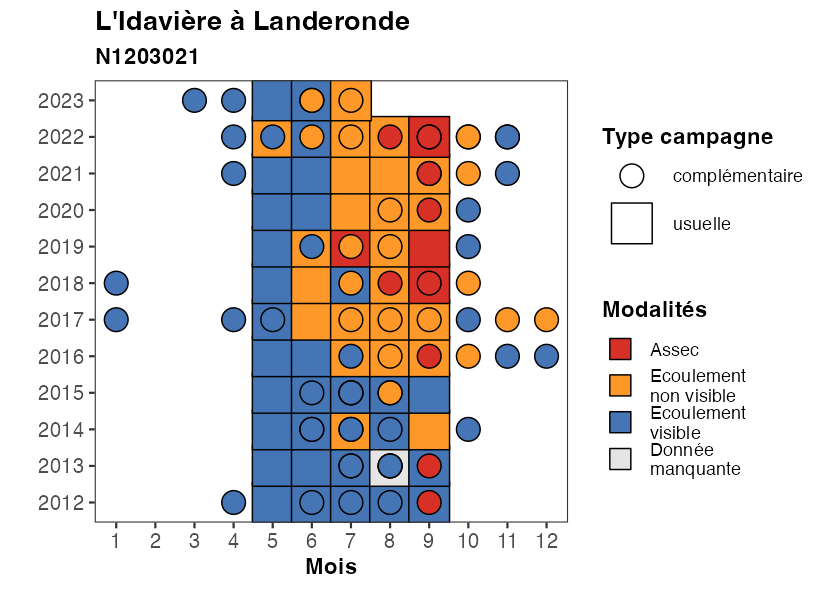 L'Idavière à Landeronde
N1203021
2023
2022
2021
2020
2019
2018
2017
2016
2015
2014
2013
2012
1 2 3 4 5 6 7 8 9 10 11 12
Mois
Type campagne
complémentaire
usuelle
Modalités
Assec
Ecoulement
non visible
Ecoulement
visible
Donnée
manquante